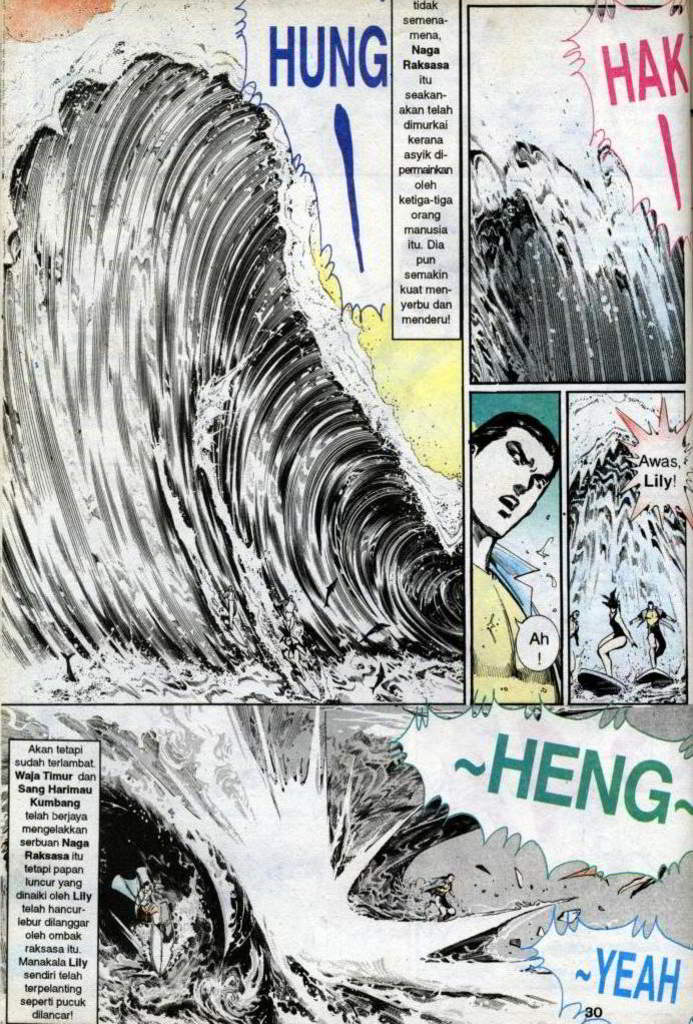 HUNG
!
tidak
semena-
mena,
Naga
Raksasa
itu
seakan-
akan telah
dimurkai
kerana
asyik di-
permainkan
oleh
ketiga-tiga
orang
manusia
itu. Dia
pun
semakin
kuat men-
yerbu dan
menderu!
HAK
!
Ah
!
Awas,
Lily!
Akan tetapi
sudah terlambat.
Waja Timur dan
Sang Harimau
Kumbang
telah berjaya
mengelakkan
serbuan Naga
Raksasa itu
tetapi papan
luncur yang
dinaiki oleh Lily
telah hancur-
lebur dilanggar
oleh ombak
raksasa itu.
Manakala Lily
sendiri telah
terpelanting
seperti pucuk
dilancar!
~HENG~
~YEAH
30